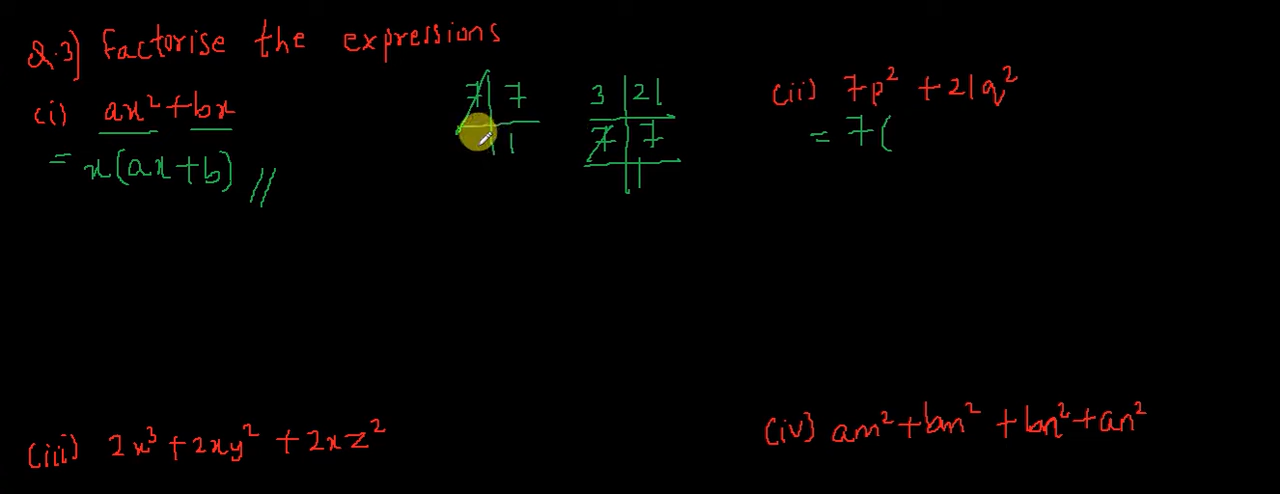 Q.3] Factorise the expressions
(i) ax² + bx
= x(ax + b) //
7 | 7
1
3 | 21
7 | 7
1
(ii) 7p² + 21q²
= 7(
(iii) 2x³ + 2xy² + 2xz²
(iv) am² + bm² + bn² + an²